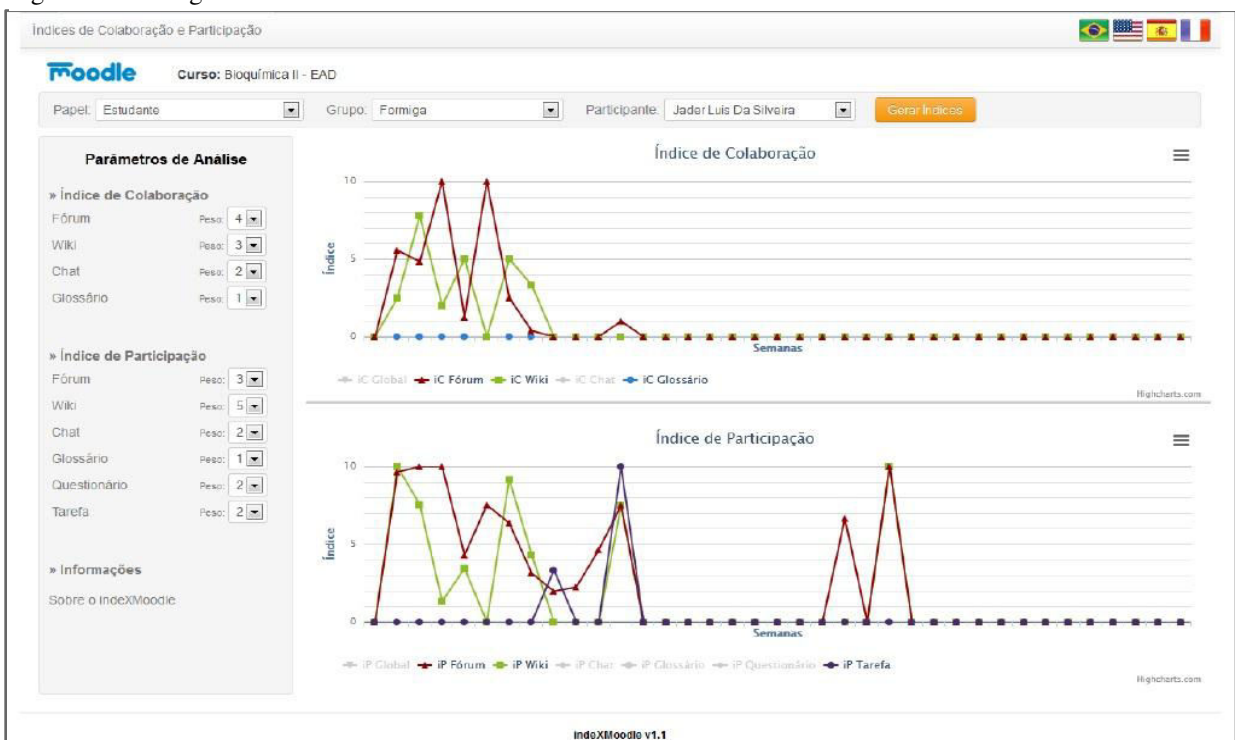 Índices de Colaboração e Participação
moodle Curso: Bioquímica II - EAD
Papel: Estudante Grupo: Formiga Participante: Jader Luis Da Silveira Gerar Índices
Parâmetros de Análise
» Índice de Colaboração
Fórum Peso: 4
Wiki Peso: 3
Chat Peso: 2
Glossário Peso: 1
» Índice de Participação
Fórum Peso: 3
Wiki Peso: 5
Chat Peso: 2
Glossário Peso: 1
Questionário Peso: 2
Tarefa Peso: 2
» Informações
Sobre o indeXMoodle
Índice de Colaboração
10
5
0
Índice
Semanas
iC Global iC Fórum iC Wiki iC Chat iC Glossário
Highcharts.com
Índice de Participação
10
5
0
Índice
Semanas
iP Global iP Fórum iP Wiki iP Chat iP Glossário iP Questionário iP Tarefa
Highcharts.com
indeXMoodle v1.1